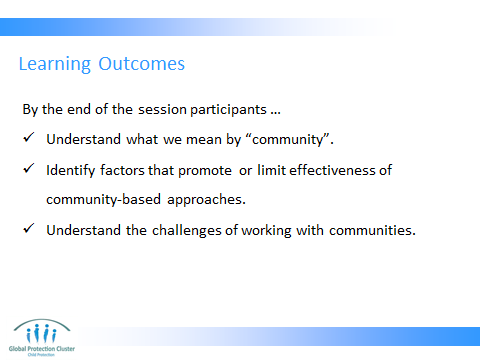 Learning Outcomes
By the end of the session participants …
✓ Understand what we mean by “community”.
✓ Identify factors that promote or limit effectiveness of
community-based approaches.
✓ Understand the challenges of working with communities.
Global Protection Cluster
Child Protection